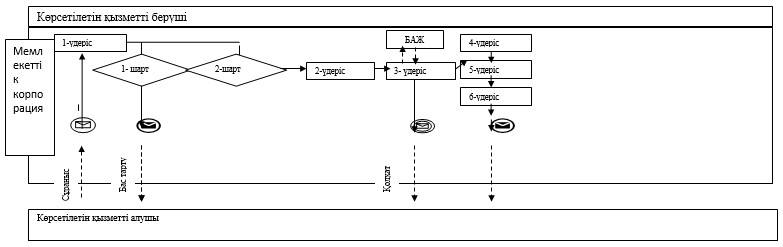 Көрсетілетін қызметті беруші
Мемл
екетті
к
корпо
рация
1-үдеріс
1- шарт
2-шарт
2-үдеріс
БАЖ
3- үдеріс
4-үдеріс
5-үдеріс
6-үдеріс
Сұраныс
Бас тарту
Қолхат
Көрсетілетін қызметті алушы